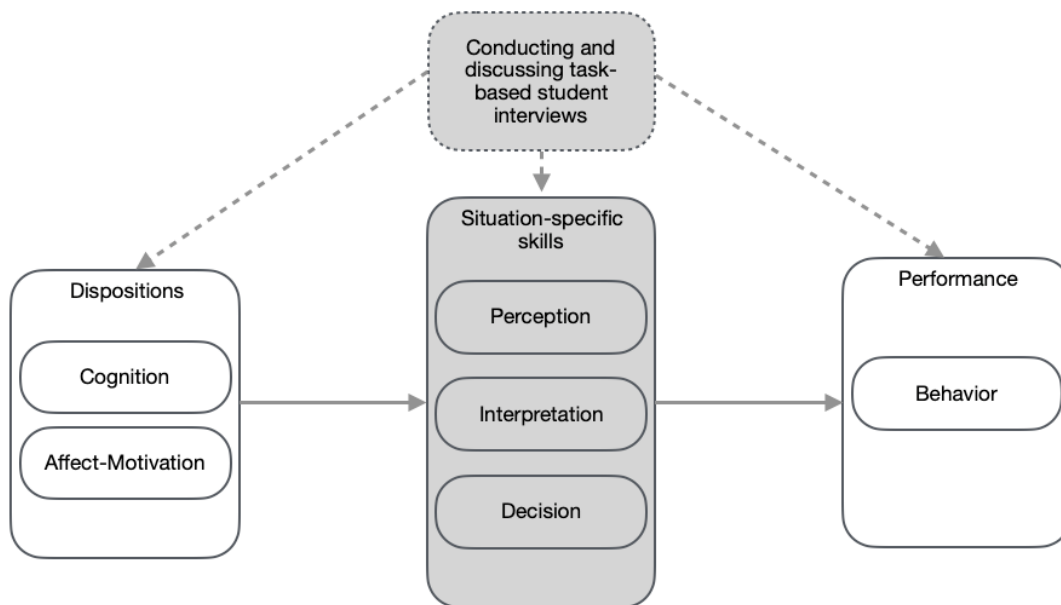 Conducting and
discussing task-
based student
interviews
Situation-specific
skills
Perception
Interpretation
Decision
Dispositions
Cognition
Affect-Motivation
Performance
Behavior